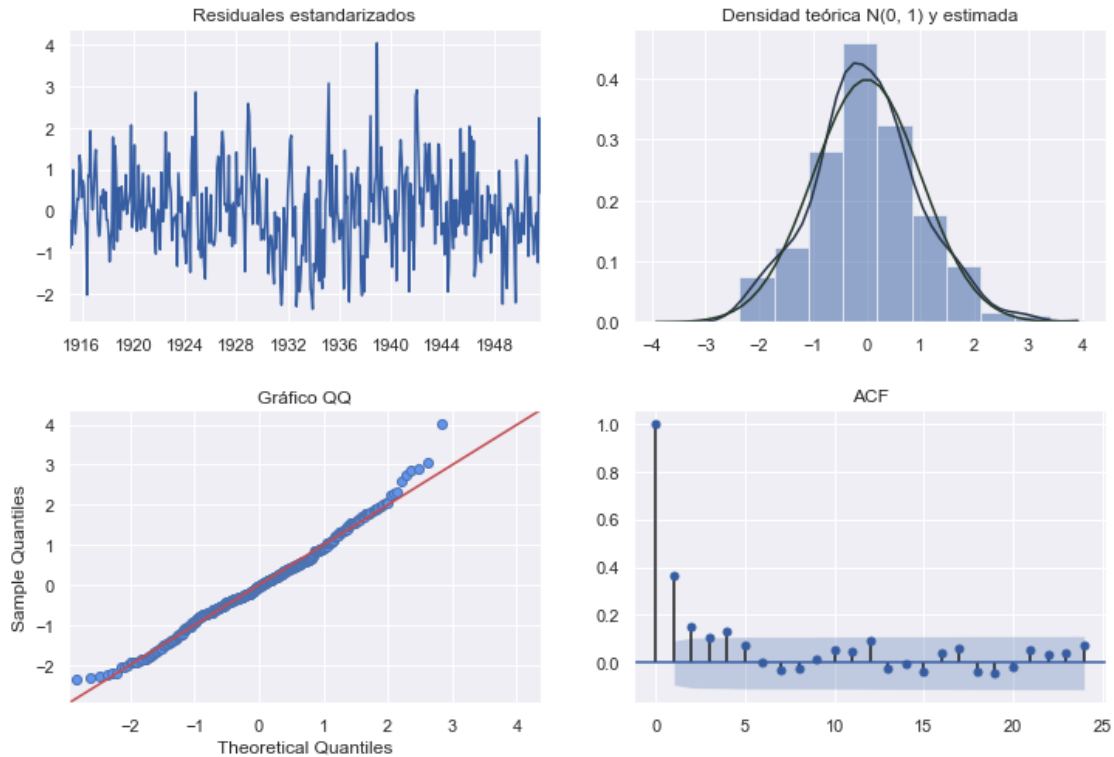 Residuales estandarizados
4
3
2
1
0
−1
−2
1916 1920 1924 1928 1932 1936 1940 1944 1948
Densidad teórica N(0, 1) y estimada
0.4
0.3
0.2
0.1
0.0
−4 −3 −2 −1 0 1 2 3 4
Gráfico QQ
Sample Quantiles
4
3
2
1
0
−1
−2
−2 −1 0 1 2 3 4
Theoretical Quantiles
ACF
1.0
0.8
0.6
0.4
0.2
0.0
0 5 10 15 20 25